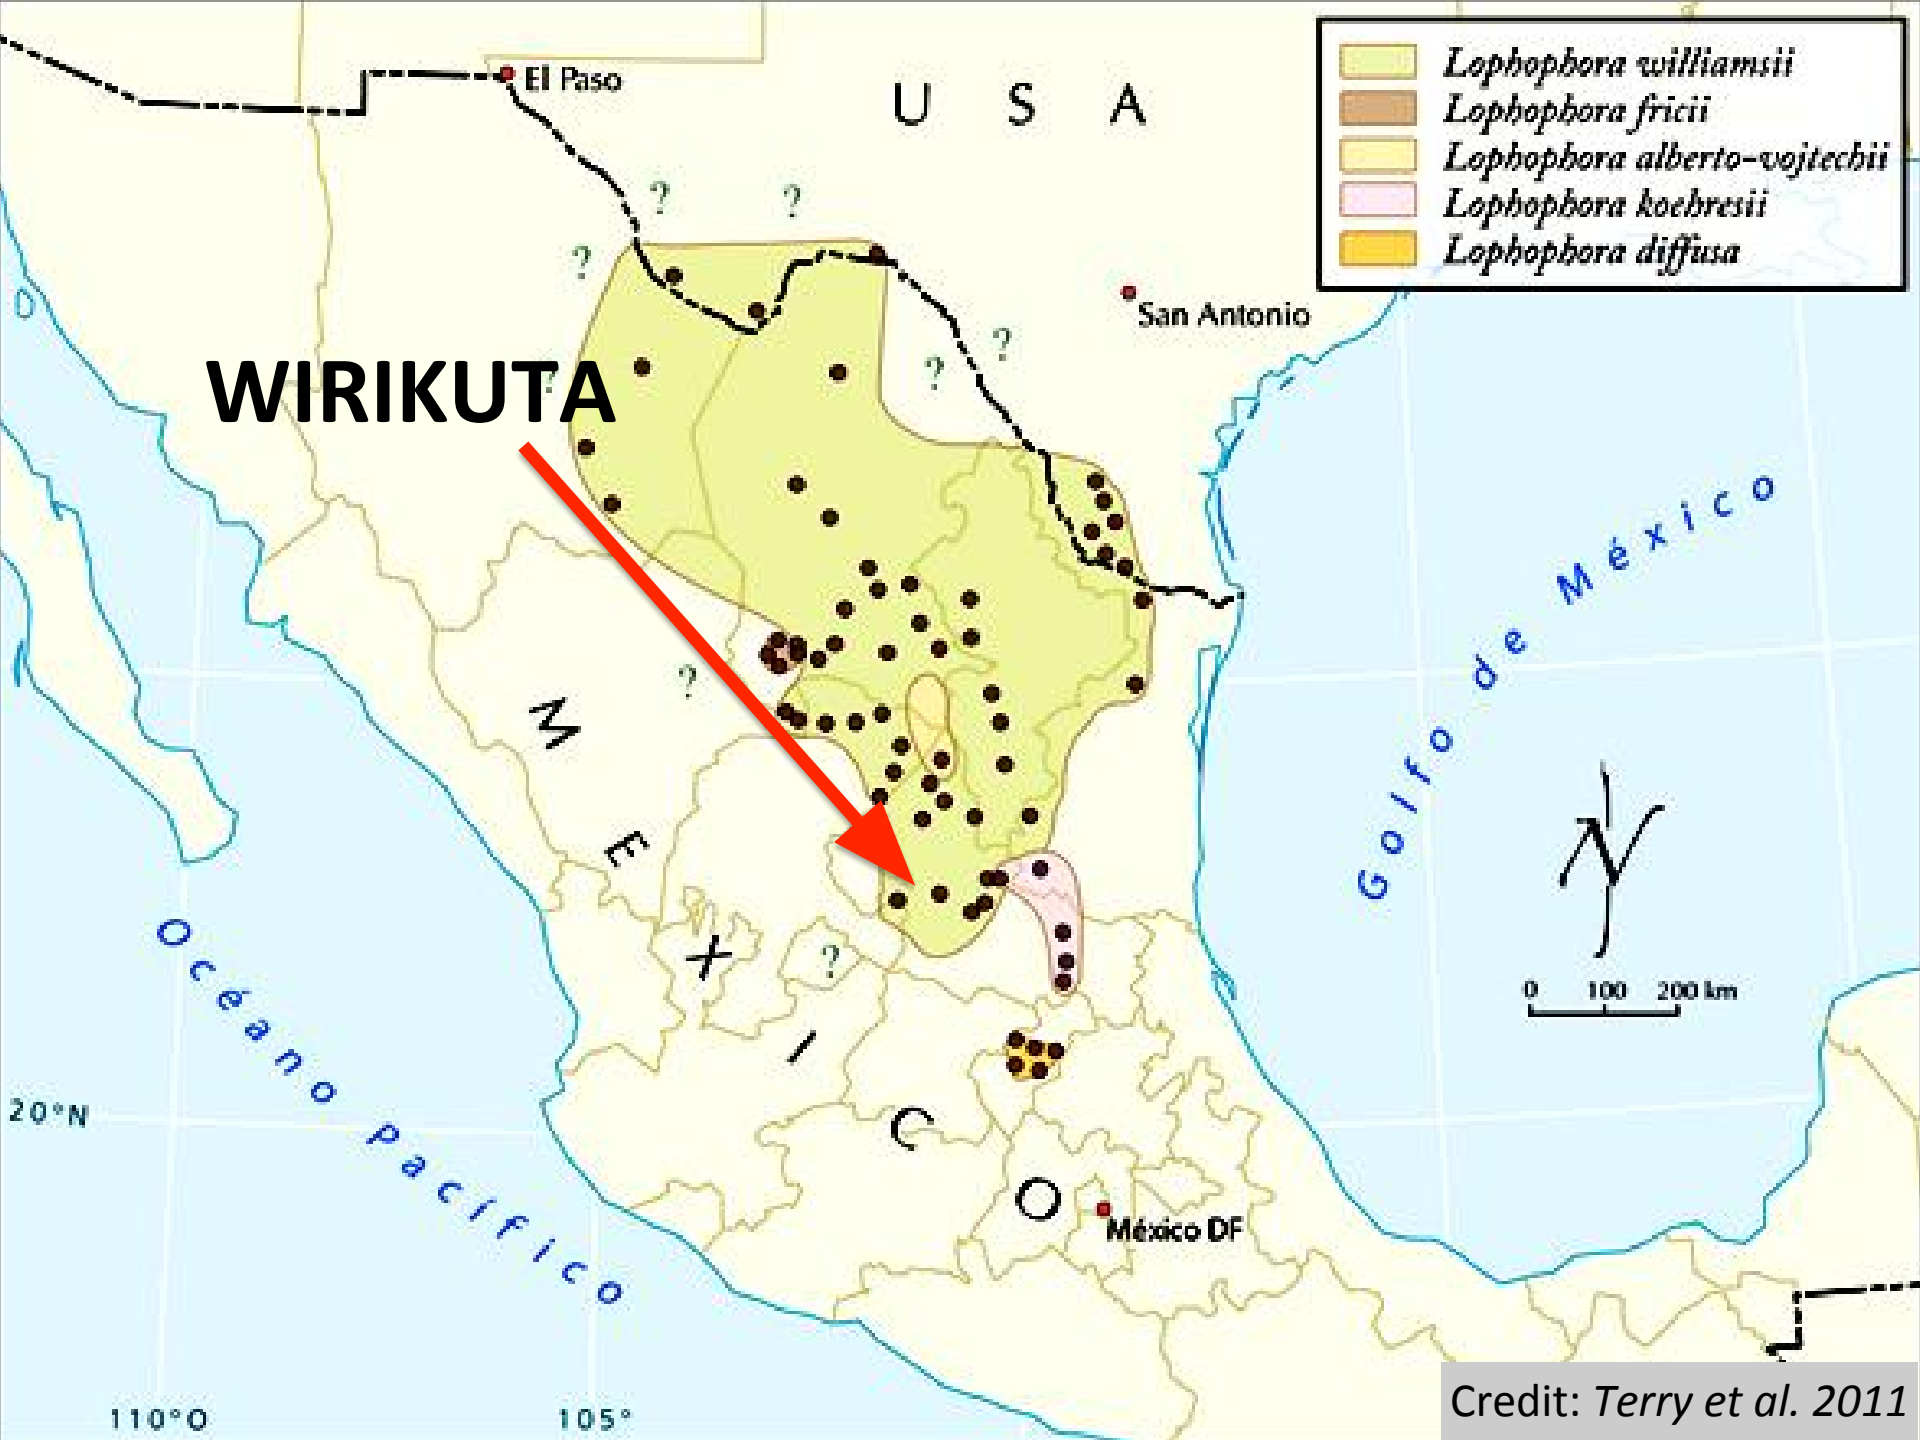 El Paso
U S A
Lophophora williamsii
Lophophora fricii
Lophophora alberto-vojtechii
Lophophora koehresii
Lophophora diffusa
?
?
?
San Antonio
?
?
?
WIRIKUTA
Golfo de México
?
MEXICO
N
Océano pacífico
?
0 100 200 km
20°N
México DF
110°O
105°
Credit: Terry et al. 2011